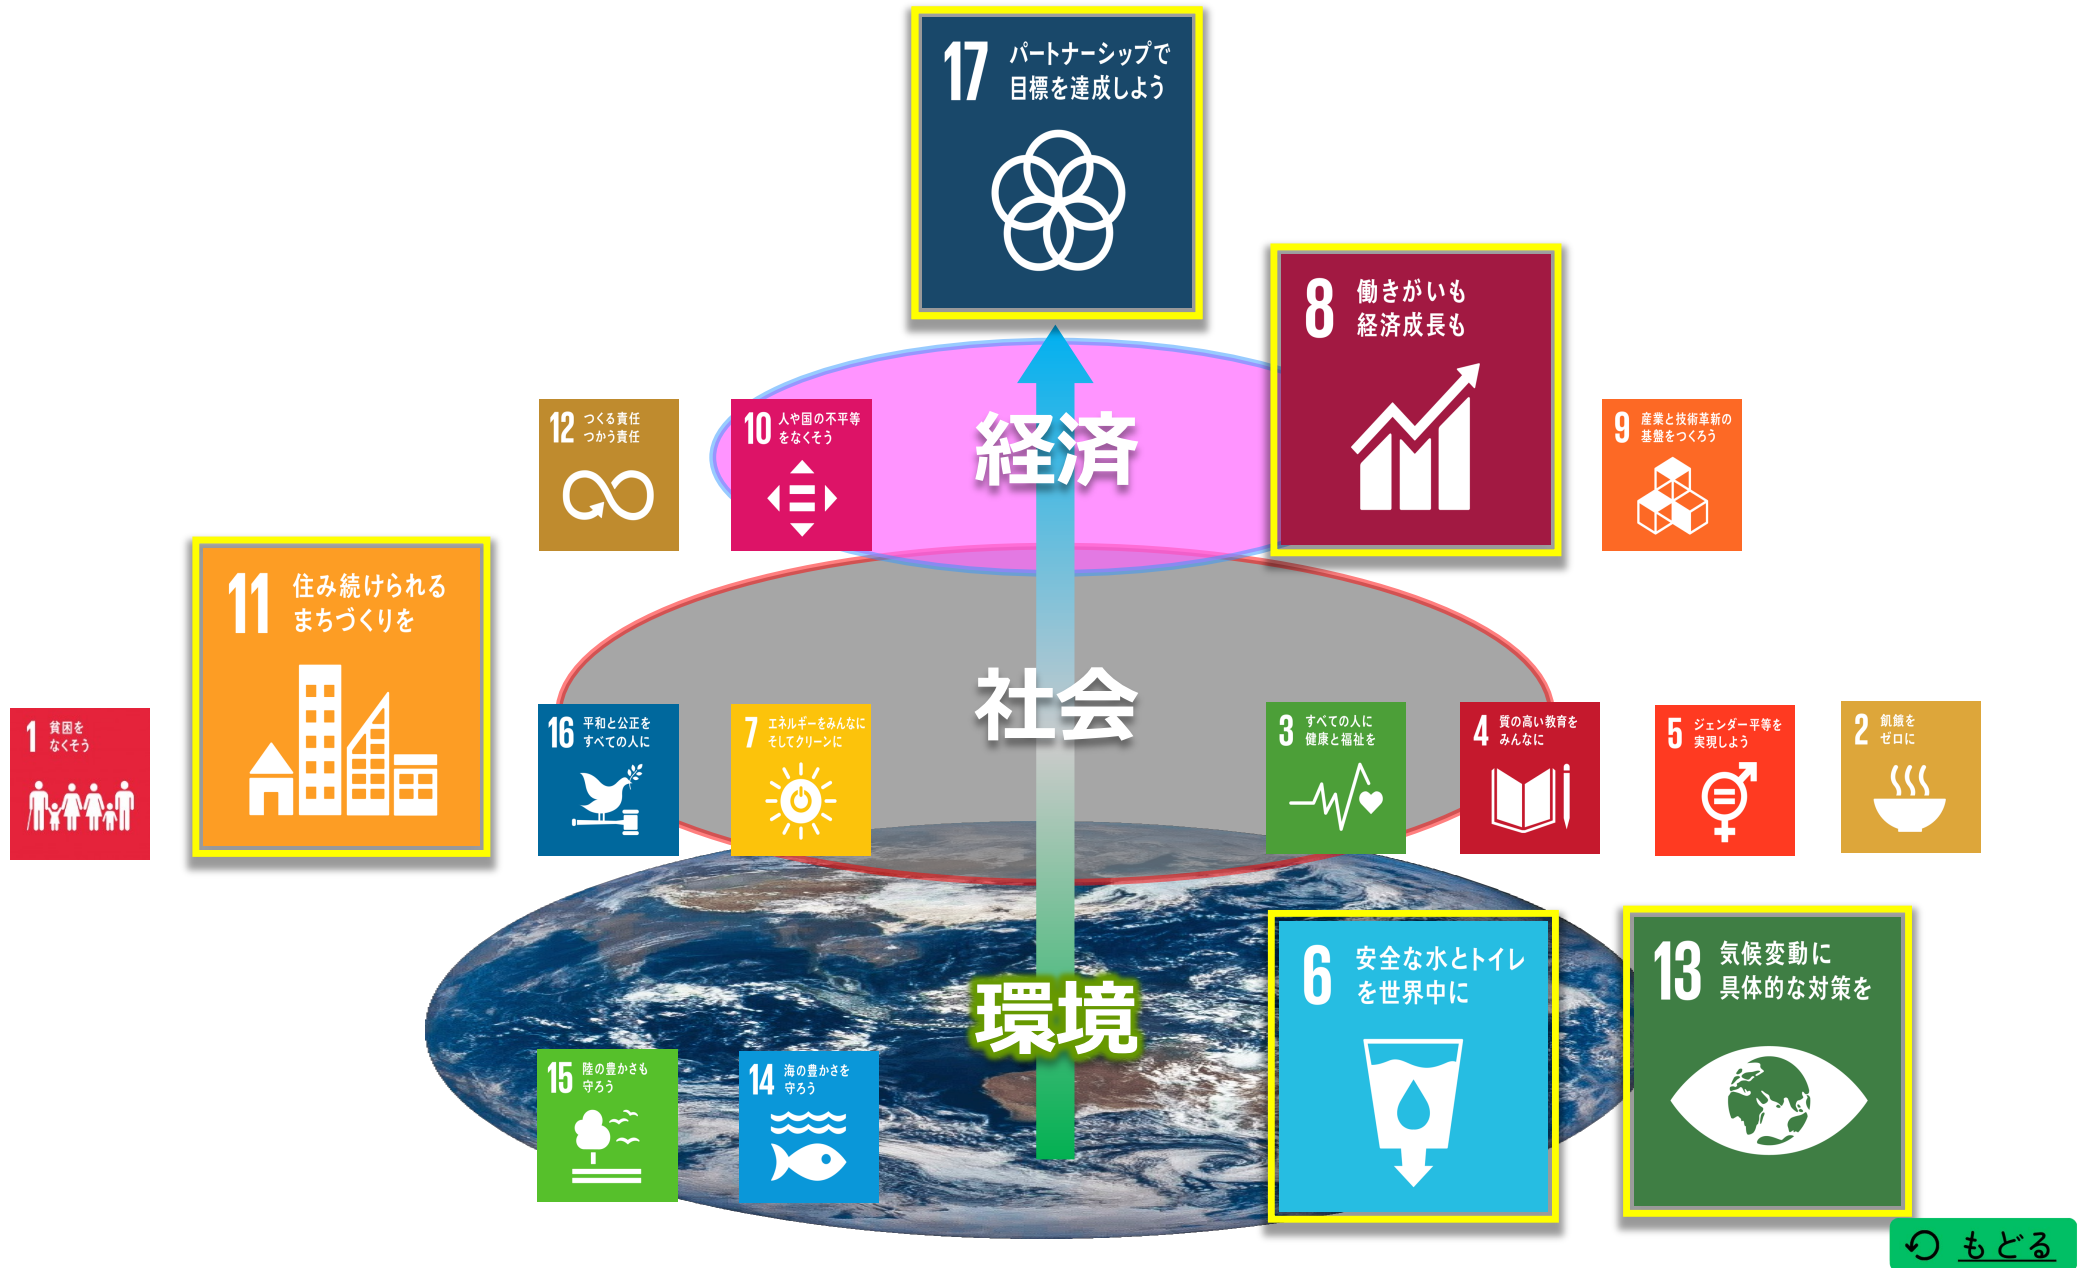 17 パートナーシップで
目標を達成しよう
8 働きがいも
経済成長も
12 つくる責任
つかう責任
10 人や国の不平等
をなくそう
経済
9 産業と技術革新の
基盤をつくろう
11 住み続けられる
まちづくりを
1 貧困を
なくそう
16 平和と公正を
すべての人に
7 エネルギーをみんなに
そしてクリーンに
社会
3 すべての人に
健康と福祉を
4 質の高い教育を
みんなに
5 ジェンダー平等を
実現しよう
2 飢餓を
ゼロに
6 安全な水とトイレ
を世界中に
13 気候変動に
具体的な対策を
環境
15 陸の豊かさも
守ろう
14 海の豊かさを
守ろう
もどる